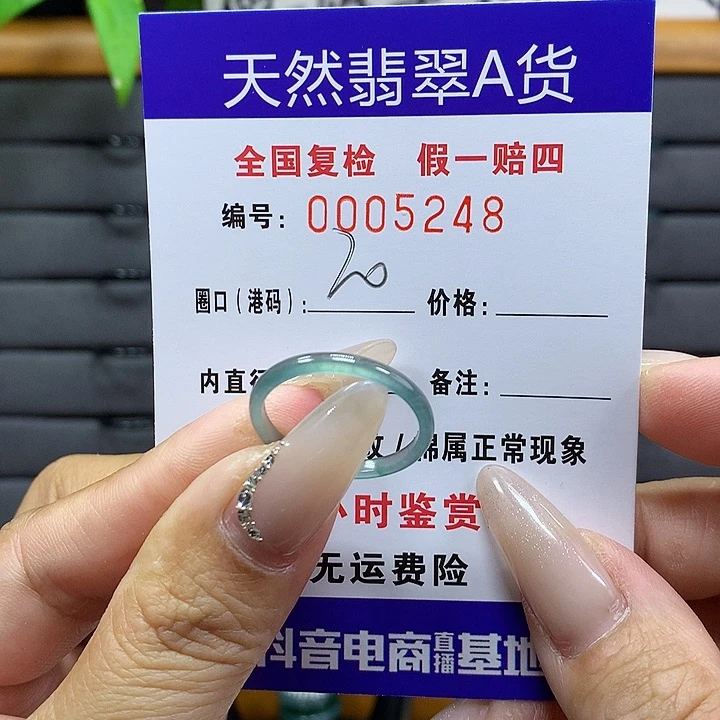 天然翡翠A货
全国复检 假一赔四
编号: 0005248
圈口(港码): 20 价格:
内直径 备注:
/棉属正常现象
小时鉴赏
无运费险
抖音电商直播基地